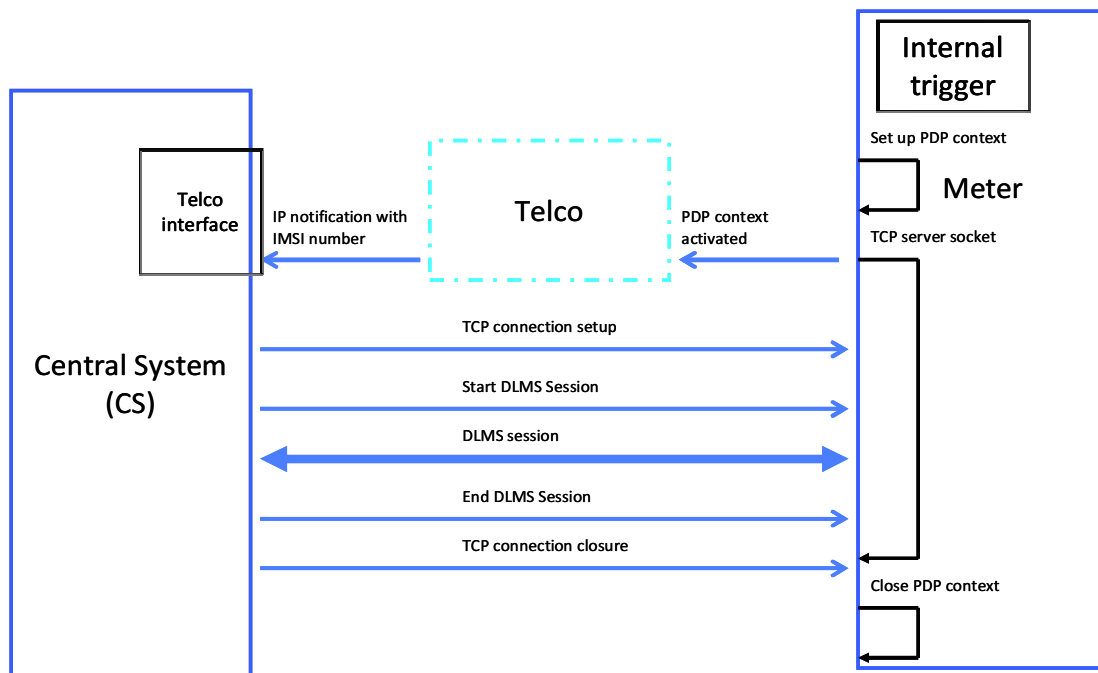 Internal
trigger
Set up PDP context
Meter
Telco
interface
IP notification with
IMSI number
Telco
PDP context
activated
TCP server socket
TCP connection setup
Central System
(CS)
Start DLMS Session
DLMS session
End DLMS Session
TCP connection closure
Close PDP context